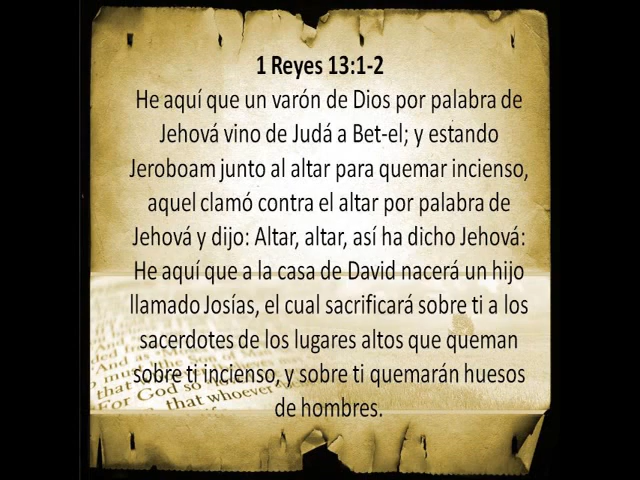 1 Reyes 13:1-2
He aquí que un varón de Dios por palabra de
Jehová vino de Judá a Bet-el; y estando
Jeroboam junto al altar para quemar incienso,
aquel clamó contra el altar por palabra de
Jehová y dijo: Altar, altar, así ha dicho Jehová:
He aquí que a la casa de David nacerá un hijo
llamado Josías, el cual sacrificará sobre ti a los
sacerdotes de los lugares altos que queman
sobre ti incienso, y sobre ti quemarán huesos
de hombres.
For God so
that whoever